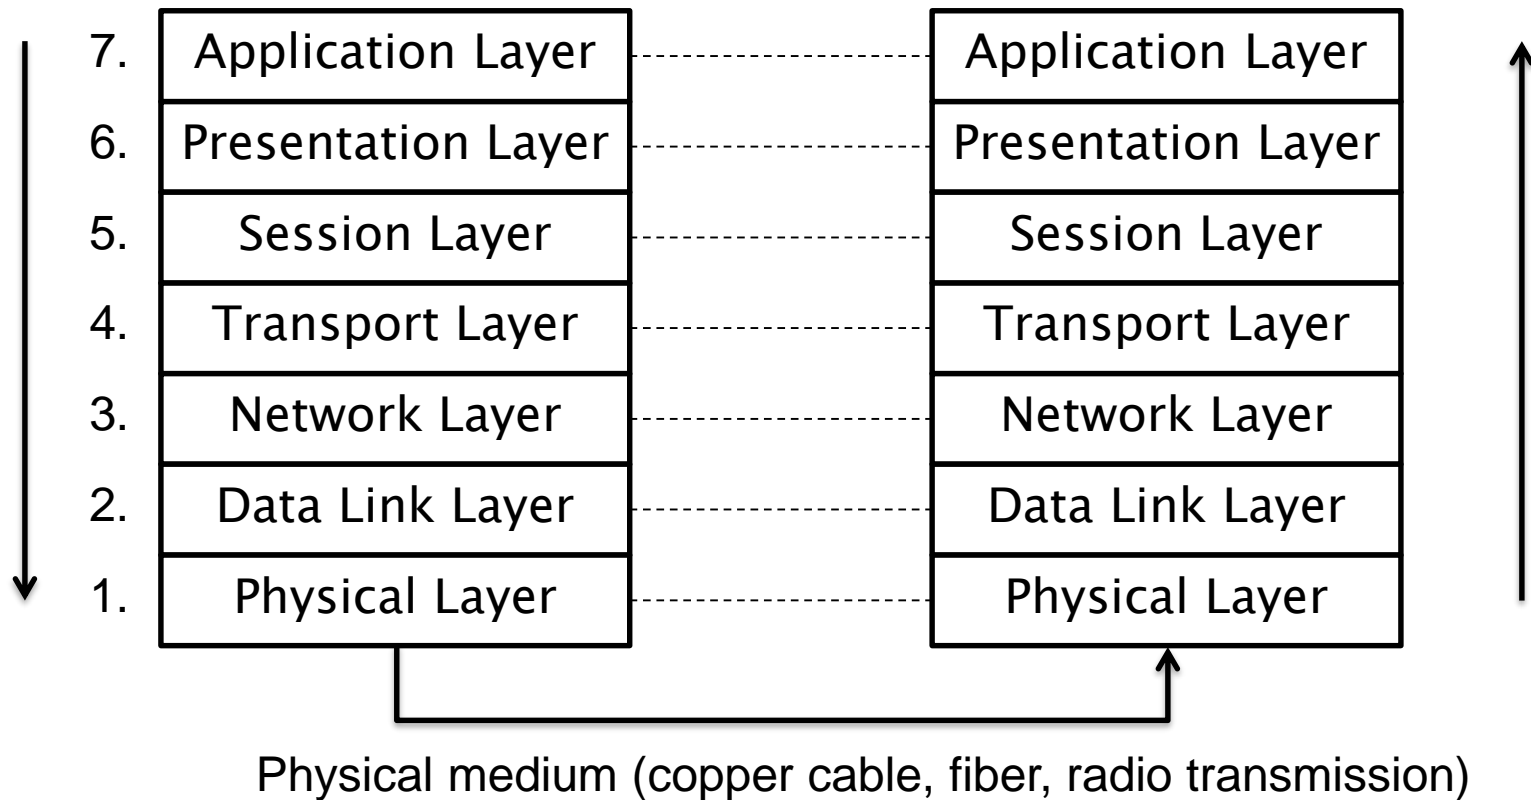 7. Application Layer Application Layer
6. Presentation Layer Presentation Layer
5. Session Layer Session Layer
4. Transport Layer Transport Layer
3. Network Layer Network Layer
2. Data Link Layer Data Link Layer
1. Physical Layer Physical Layer
Physical medium (copper cable, fiber, radio transmission)